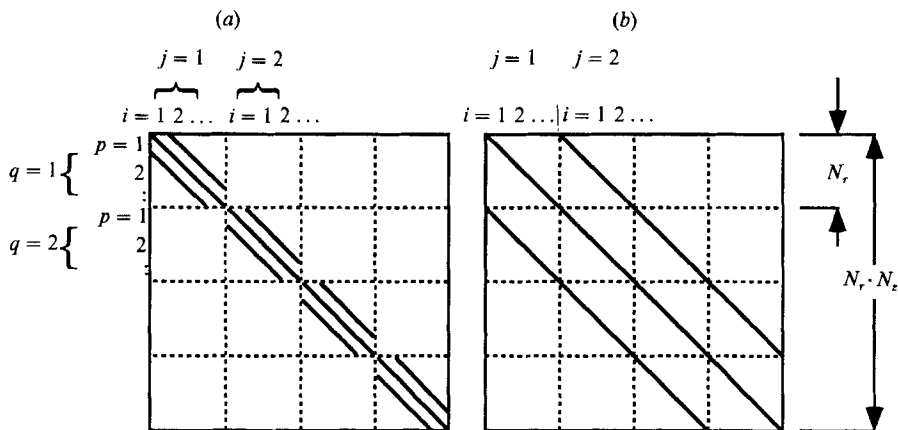 (a) (b)
j = 1 j = 2 j = 1 j = 2
i = 1 2 ... i = 1 2 ... i = 1 2 ... i = 1 2 ...
p = 1
q = 1 { 2
:
p = 1
q = 2 { 2
:
N_r
N_r · N_z